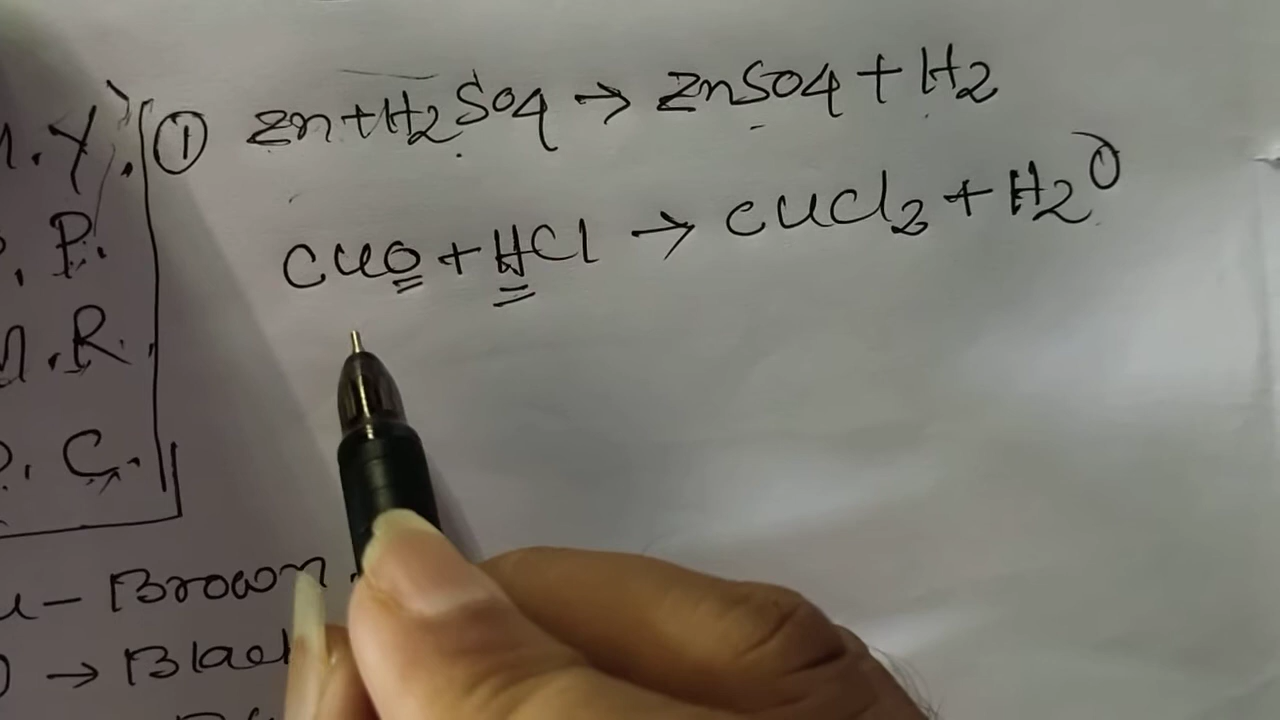 ① Zn+H2SO4 → ZnSO4 + H2
CuO + HCl → CuCl2 + H2O
. Y.
P.
. R.
. C.
u – Brown
→ Black